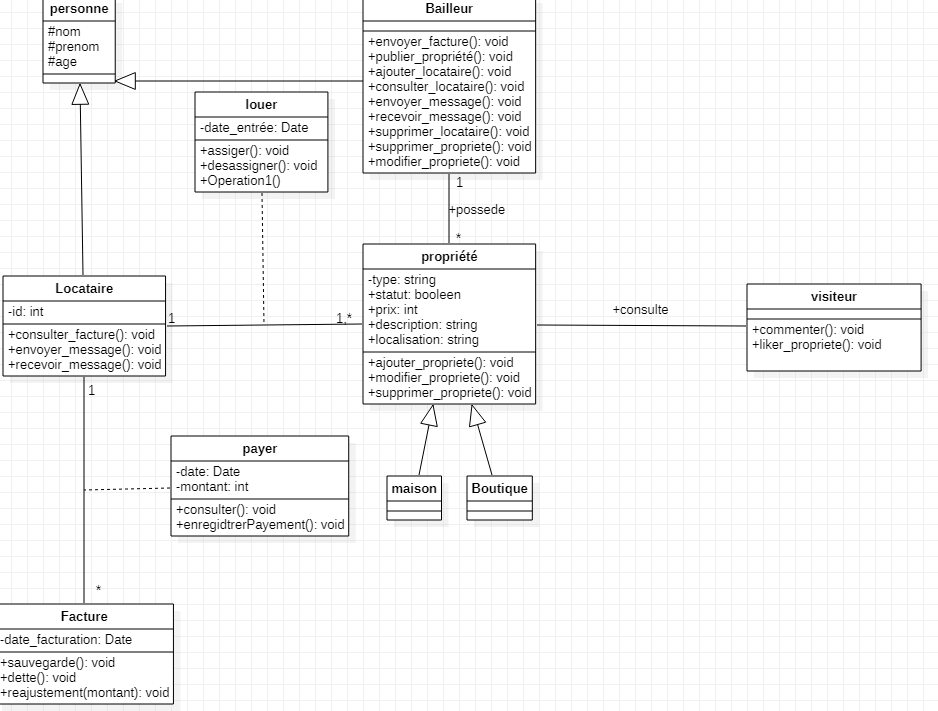 personne
#nom
#prenom
#age
Bailleur
+envoyer_facture(): void
+publier_propriété(): void
+ajouter_locataire(): void
+consulter_locataire(): void
+envoyer_message(): void
+recevoir_message(): void
+supprimer_locataire(): void
+supprimer_propriete(): void
+modifier_propriete(): void
louer
-date_entrée: Date
+assiger(): void
+desassigner(): void
+Operation1()
1
+possede
*
propriété
-type: string
+statut: booleen
+prix: int
+description: string
+localisation: string
+ajouter_propriete(): void
+modifier_propriete(): void
+supprimer_propriete(): void
Locataire
-id: int
+consulter_facture(): void
+envoyer_message(): void
+recevoir_message(): void
1
1,*
+consulte
visiteur
+commenter(): void
+liker_propriete(): void
1
payer
-date: Date
-montant: int
+consulter(): void
+enregidtrerPayement(): void
maison
Boutique
*
Facture
-date_facturation: Date
+sauvegarde(): void
+dette(): void
+reajustement(montant): void